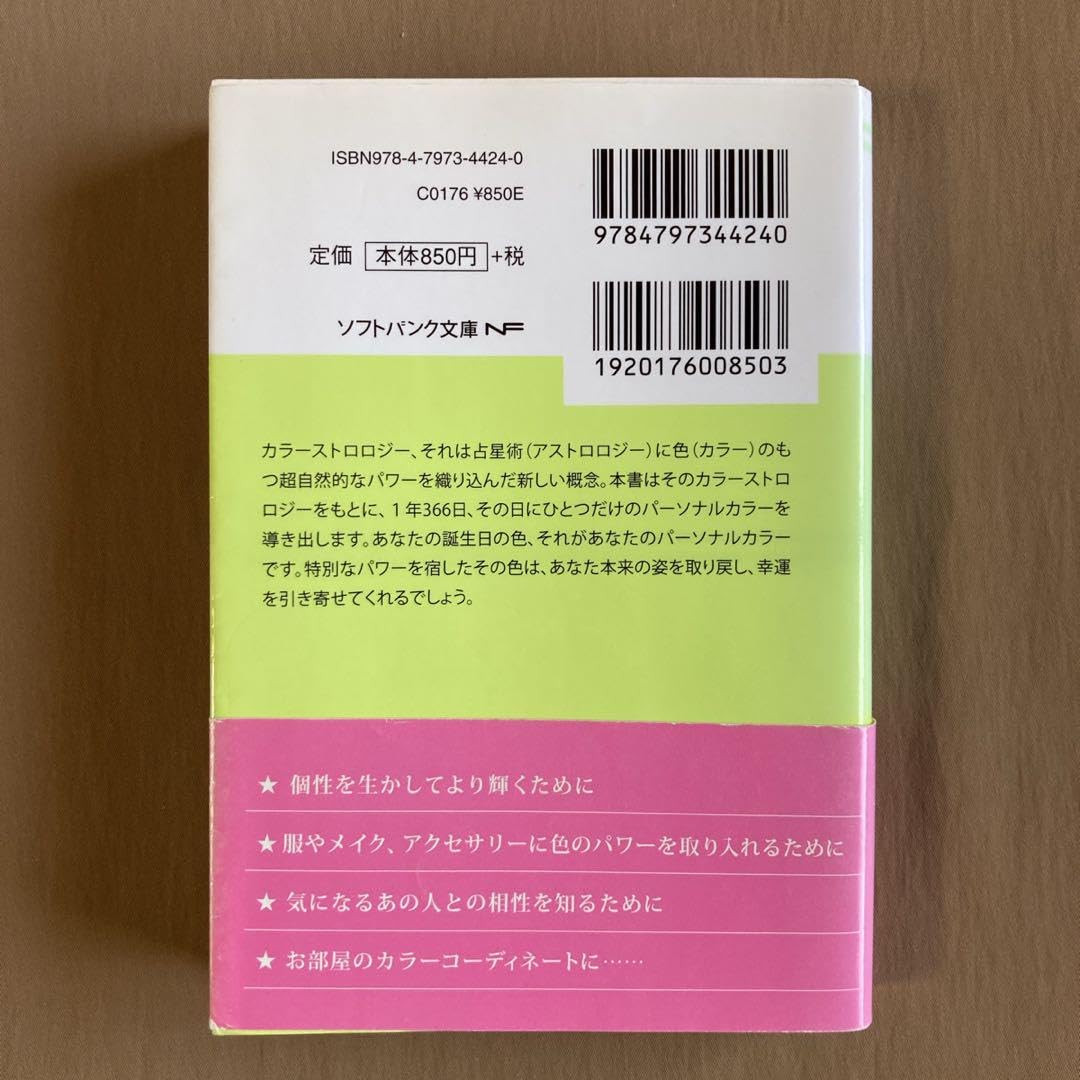 ISBN978-4-7973-4424-0
C0176 ¥850E
定価 本体850円+税
ソフトバンク文庫 NF
9784797344240
1920176008503
カラーストロロジー、それは占星術（アストロロジー）に色（カラー）のも
つ超自然的なパワーを織り込んだ新しい概念。本書はそのカラーストロ
ロジーをもとに、１年366日、その日にひとつだけのパーソナルカラーを
導き出します。あなたの誕生日の色、それがあなたのパーソナルカラー
です。特別なパワーを宿したその色は、あなた本来の姿を取り戻し、幸運
を引き寄せてくれるでしょう。
★ 個性を生かしてより輝くために
★ 服やメイク、アクセサリーに色のパワーを取り入れるために
★ 気になるあの人との相性を知るために
★ お部屋のカラーコーディネートに……